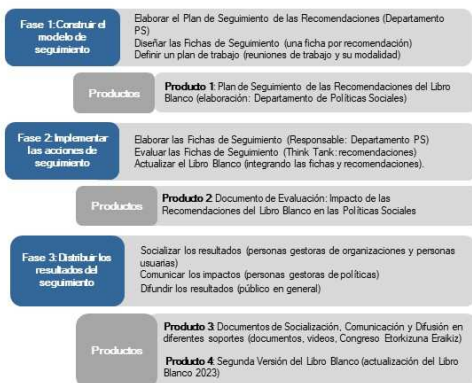 Fase 1: Construir el
modelo de
seguimiento
Elaborar el Plan de Seguimiento de las Recomendaciones (Departamento
PS)
Diseñar las Fichas de Seguimiento (una ficha por recomendación)
Definir un plan de trabajo (reuniones de trabajo y su modalidad)
Productos
Producto 1: Plan de Seguimiento de las Recomendaciones del Libro
Blanco (elaboración: Departamento de Políticas Sociales)
Fase 2: Implementar
las acciones de
seguimiento
Elaborar las Fichas de Seguimiento (Responsable: Departamento PS)
Evaluar las Fichas de Seguimiento (Think Tank: recomendaciones)
Actualizar el Libro Blanco (integrando las fichas y recomendaciones).
Productos
Producto 2: Documento de Evaluación: Impacto de las
Recomendaciones del Libro Blanco en las Políticas Sociales
Fase 3: Distribuir los
resultados del
seguimiento
Socializar los resultados (personas gestoras de organizaciones y personas
usuarias)
Comunicar los impactos (personas gestoras de políticas)
Difundir los resultados (público en general)
Productos
Producto 3: Documentos de Socialización, Comunicación y Difusión en
diferentes soportes (documentos, videos, Congreso Etorkizuna Eraikiz)
Producto 4: Segunda Versión del Libro Blanco (actualización del Libro
Blanco 2023)